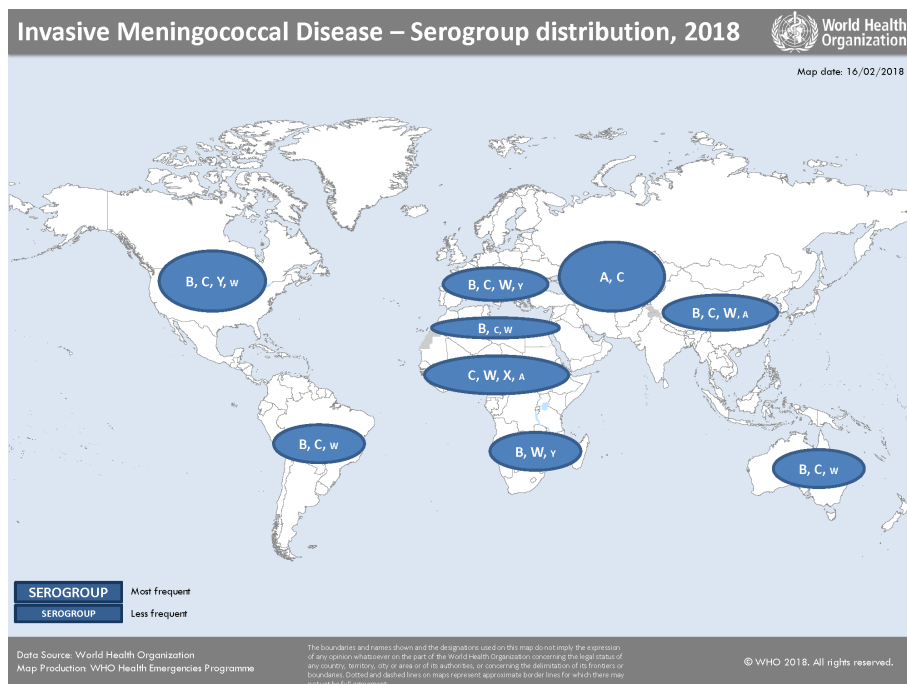 Invasive Meningococcal Disease – Serogroup distribution, 2018
World Health
Organization
Map date: 16/02/2018
B, C, Y, W
B, C, W, Y
A, C
B, C, W, A
B, C, W
C, W, X, A
B, C, W
B, W, Y
B, C, W
SEROGROUP Most frequent
SEROGROUP Less frequent
Data Source: World Health Organization
Map Production: WHO Health Emergencies Programme
The boundaries and names shown and the designations used on this map do not imply the expression
of any opinion whatsoever on the part of the World Health Organization concerning the legal status of
any country, territory, city or area or of its authorities, or concerning the delimitation of its frontiers or
boundaries. Dotted and dashed lines on maps represent approximate border lines for which there may
not yet be full agreement.
© WHO 2018. All rights reserved.